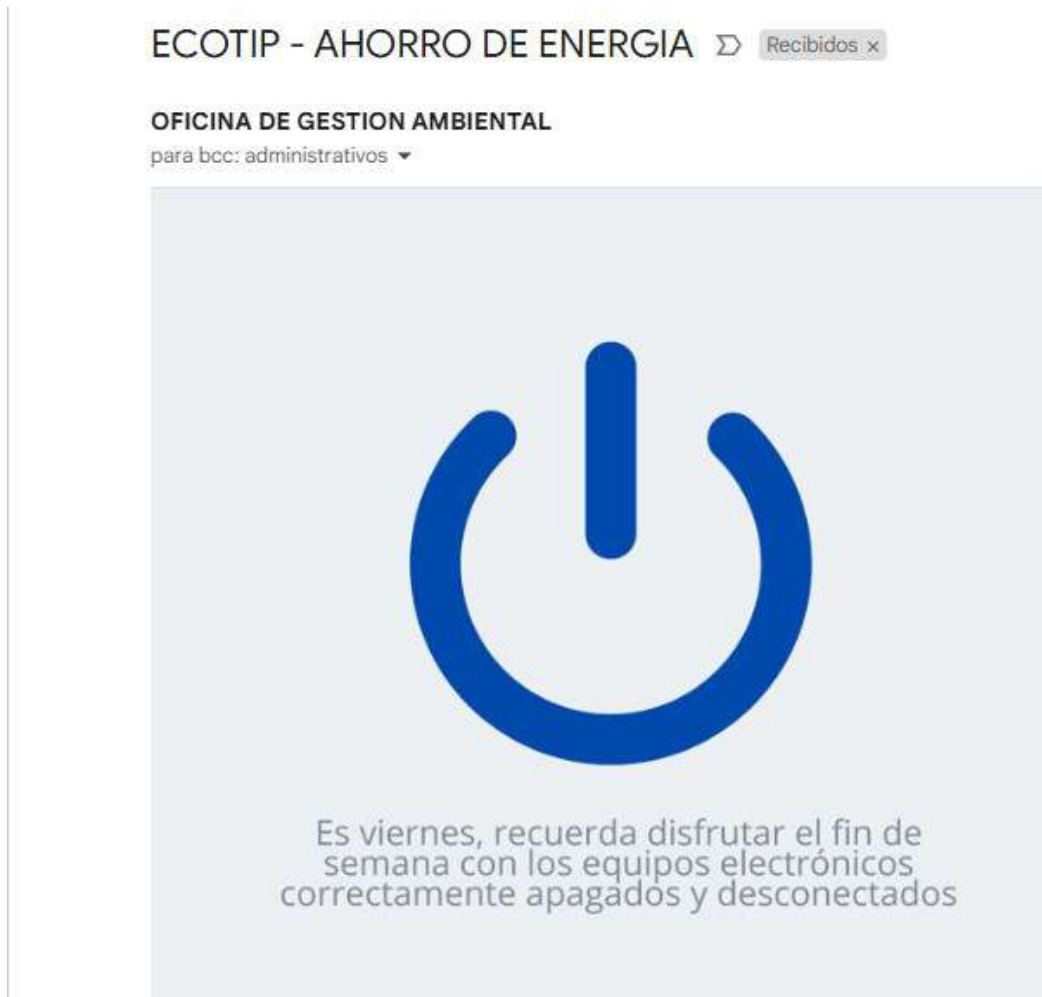 ECOTIP - AHORRO DE ENERGIA Recibidos ×
OFICINA DE GESTION AMBIENTAL
para bcc: administrativos
Es viernes, recuerda disfrutar el fin de
semana con los equipos electrónicos
correctamente apagados y desconectados